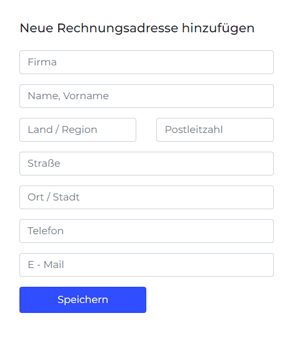 Neue Rechnungsadresse hinzufügen
Firma
Name, Vorname
Land / Region Postleitzahl
Straße
Ort / Stadt
Telefon
E - Mail
Speichern